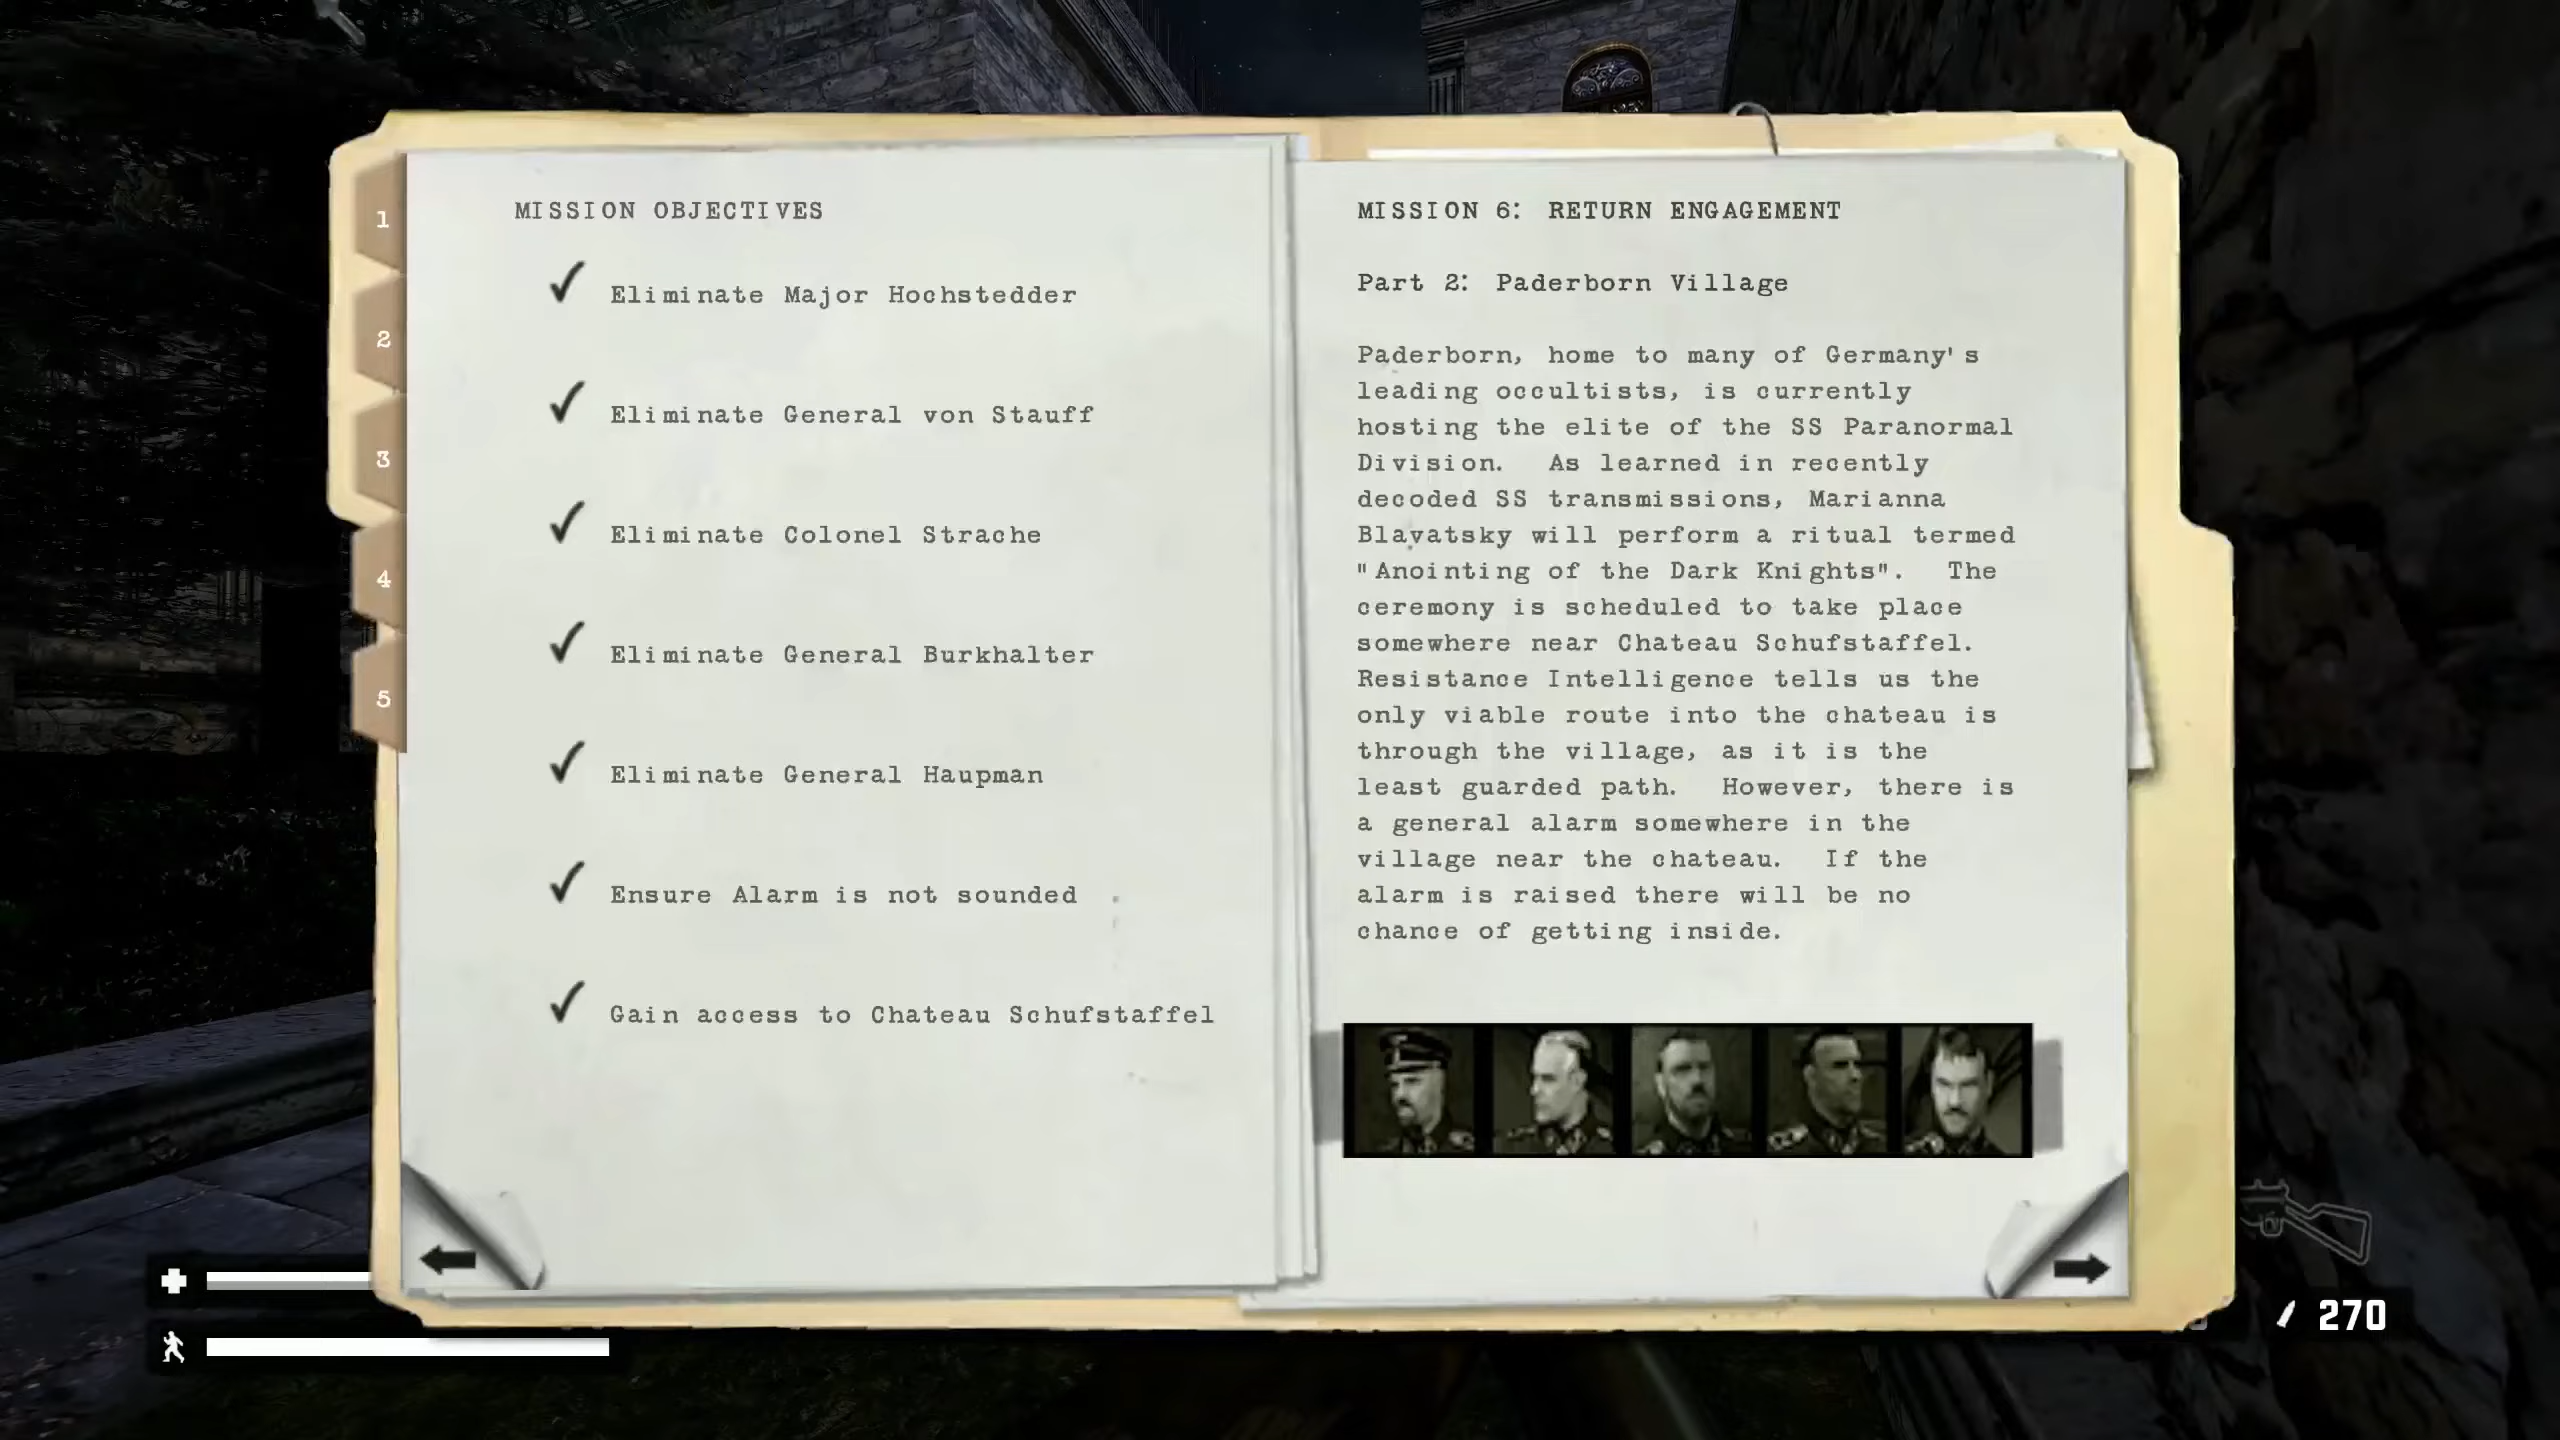 MISSION OBJECTIVES
Eliminate Major Hochstedder
Eliminate General von Stauff
Eliminate Colonel Strache
Eliminate General Burkhalter
Eliminate General Haupman
Ensure Alarm is not sounded
Gain access to Chateau Schufstaffel
1
2
3
4
5
MISSION 6: RETURN ENGAGEMENT
Part 2: Paderborn Village
Paderborn, home to many of Germany's
leading occultists, is currently
hosting the elite of the SS Paranormal
Division. As learned in recently
decoded SS transmissions, Marianna
Blavatsky will perform a ritual termed
"Anointing of the Dark Knights". The
ceremony is scheduled to take place
somewhere near Chateau Schufstaffel.
Resistance Intelligence tells us the
only viable route into the chateau is
through the village, as it is the
least guarded path. However, there is
a general alarm somewhere in the
village near the chateau. If the
alarm is raised there will be no
chance of getting inside.
270